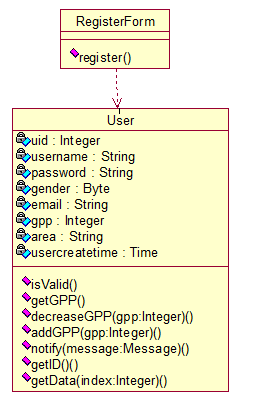 RegisterForm
register()
User
uid : Integer
username : String
password : String
gender : Byte
email : String
gpp : Integer
area : String
usercreatetime : Time
isValid()
getGPP()
decreaseGPP(gpp:Integer)()
addGPP(gpp:Integer)()
notify(message:Message)()
getID()()
getData(index:Integer)()